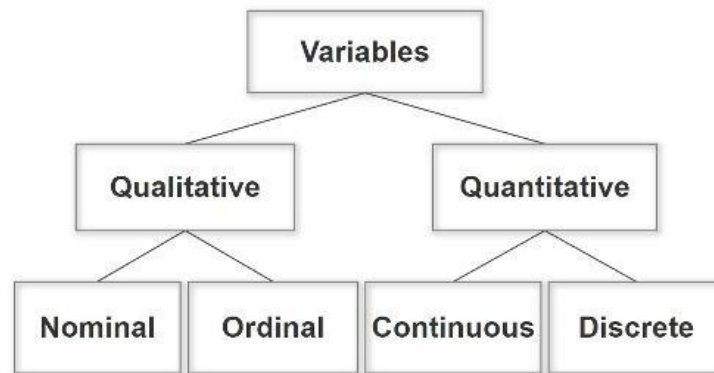 Variables
Qualitative
Quantitative
Nominal
Ordinal
Continuous
Discrete